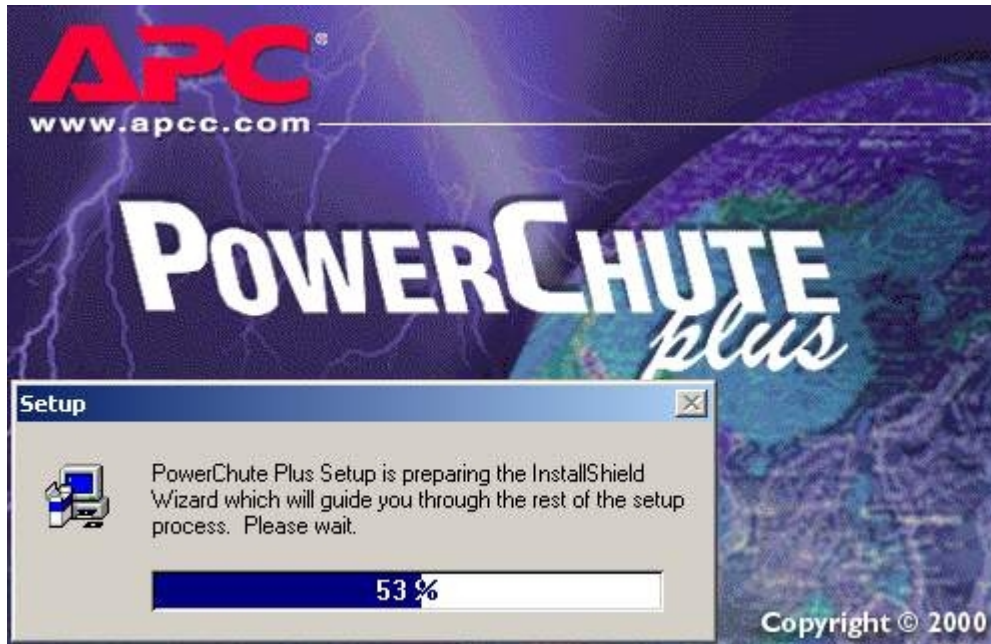 APC®
www.apcc.com
POWERCHUTE
plus
Setup
PowerChute Plus Setup is preparing the InstallShield
Wizard which will guide you through the rest of the setup
process. Please wait.
53 %
Copyright © 2000